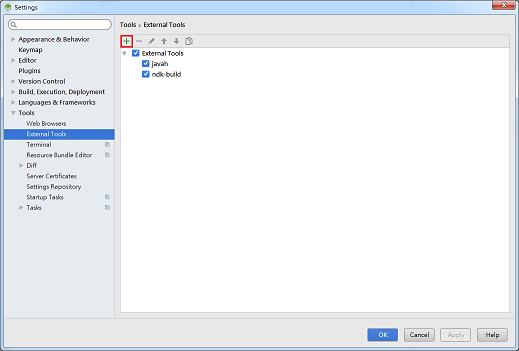 Settings
Appearance & Behavior
Keymap
Editor
Plugins
Version Control
Build, Execution, Deployment
Languages & Frameworks
Tools
Web Browsers
External Tools
Terminal
Resource Bundle Editor
Diff
Server Certificates
Settings Repository
Startup Tasks
Tasks
Tools › External Tools
External Tools
javah
ndk-build
OK Cancel Apply Help